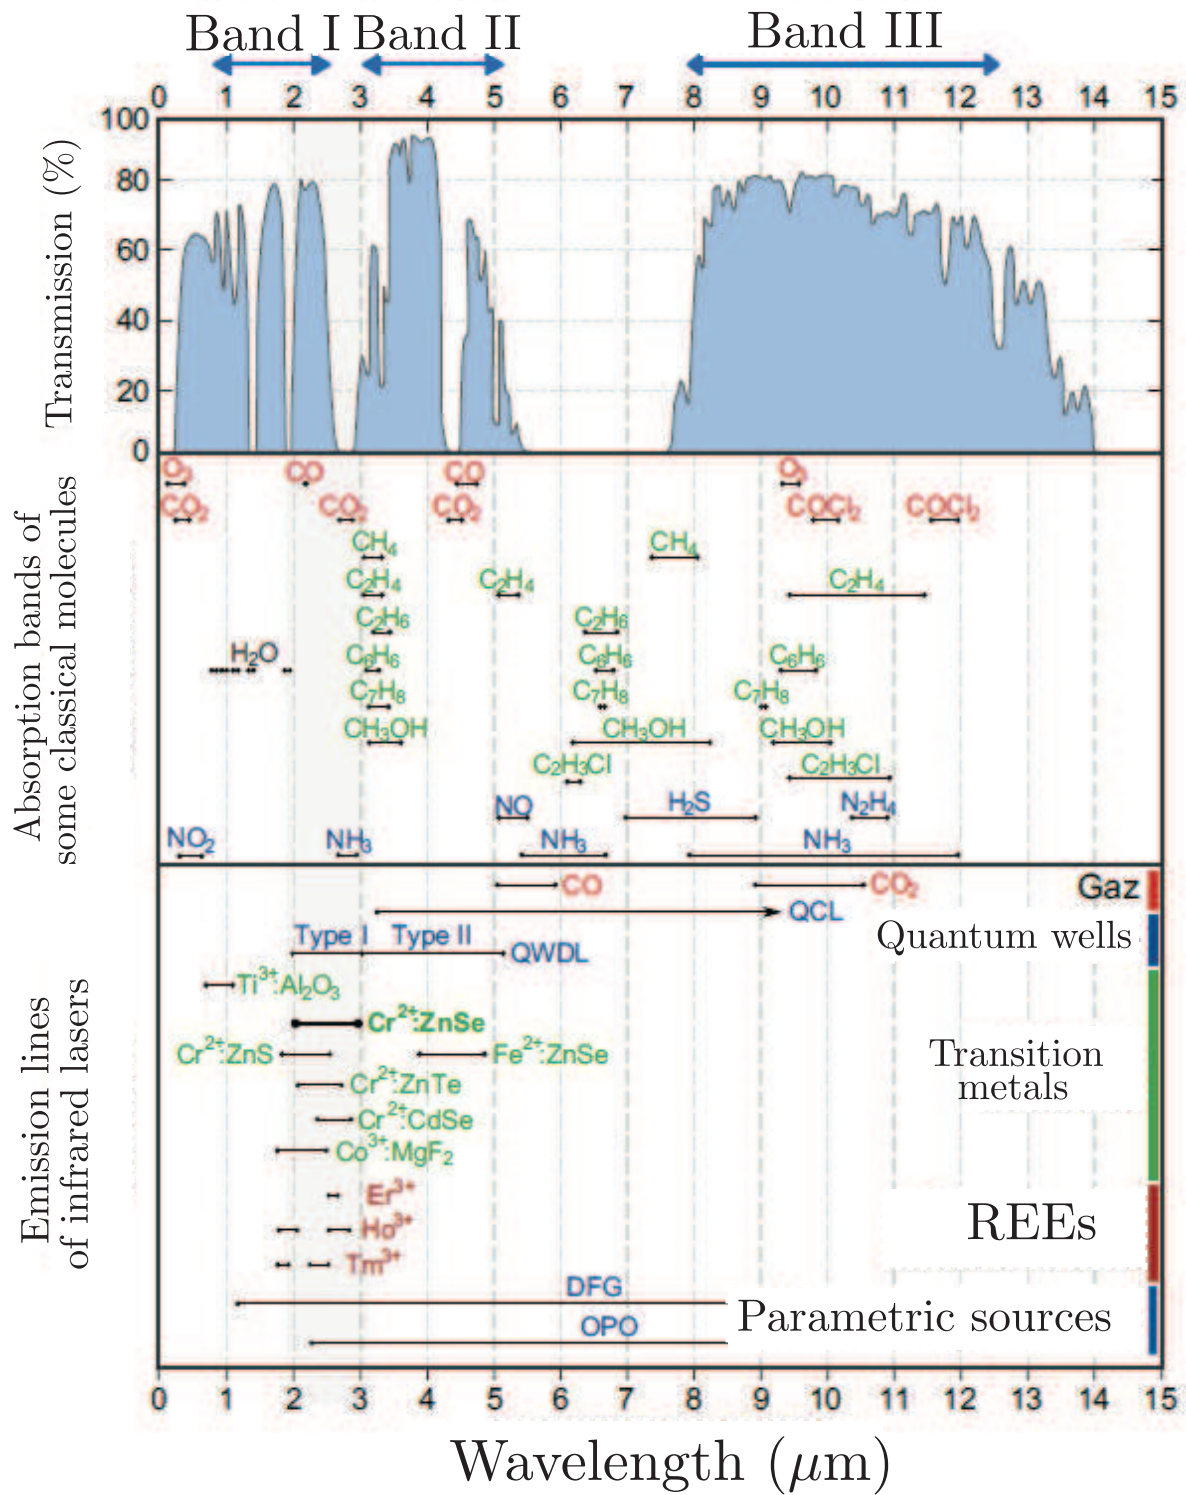 Band I Band II Band III
0 1 2 3 4 5 6 7 8 9 10 11 12 13 14 15
Transmission (%)
100
80
60
40
20
0
Absorption bands of
some classical molecules
O₃ CO CO O₃
CO₂ CO₂ CO₂ COCl₂ COCl₂
CH₄ CH₄
C₂H₄ C₂H₄ C₂H₄
C₂H₆ C₂H₆
H₂O C₆H₆ C₆H₆ C₆H₆
C₇H₈ C₇H₈ C₇H₈
CH₃OH CH₃OH CH₃OH
C₂H₃Cl C₂H₃Cl
NO H₂S N₂H₄
NO₂ NH₃ NH₃ NH₃
Emission lines
of infrared lasers
CO CO₂ Gaz
QCL
Quantum wells
Type I Type II QWDL
Ti³⁺:Al₂O₃
Cr²⁺:ZnSe
Cr²⁺:ZnS Fe²⁺:ZnSe
Transition
metals
Cr²⁺:ZnTe
Cr²⁺:CdSe
Co³⁺:MgF₂
Er³⁺
Ho³⁺
REEs
Tm³⁺
DFG
Parametric sources
OPO
0 1 2 3 4 5 6 7 8 9 10 11 12 13 14 15
Wavelength (μm)